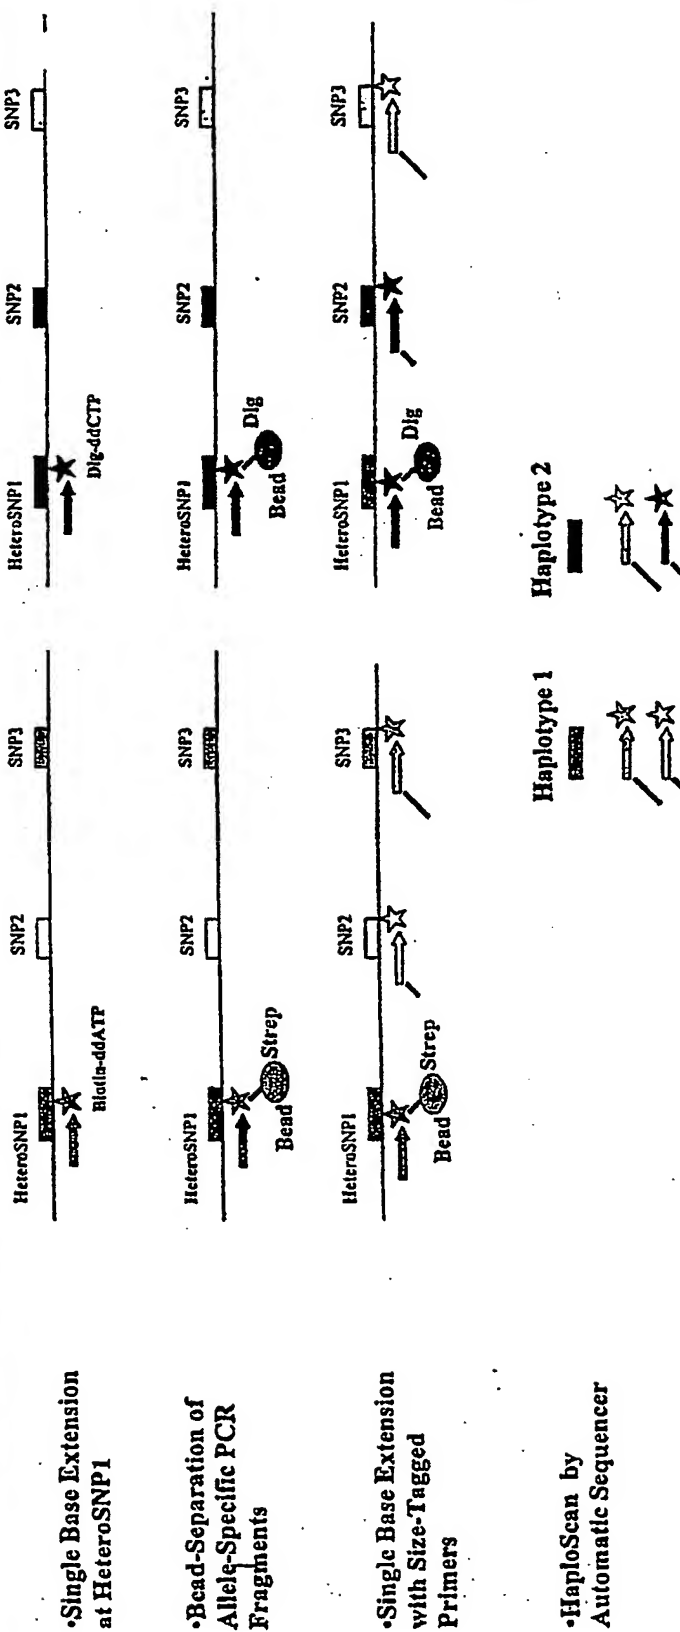 •Single Base Extension
at HeteroSNP1
HeteroSNP1
SNP2
SNP3
Biotin-ddATP
HeteroSNP1
SNP2
SNP3
Dig-ddCTP
•Bead-Separation of
Allele-Specific PCR
Fragments
HeteroSNP1
SNP2
SNP3
Bead
Strep
HeteroSNP1
SNP2
SNP3
Bead
Dig
•Single Base Extension
with Size-Tagged
Primers
HeteroSNP1
SNP2
SNP3
Bead
Strep
HeteroSNP1
SNP2
SNP3
Bead
Dig
•HaploScan by
Automatic Sequencer
Haplotype 1
Haplotype 2